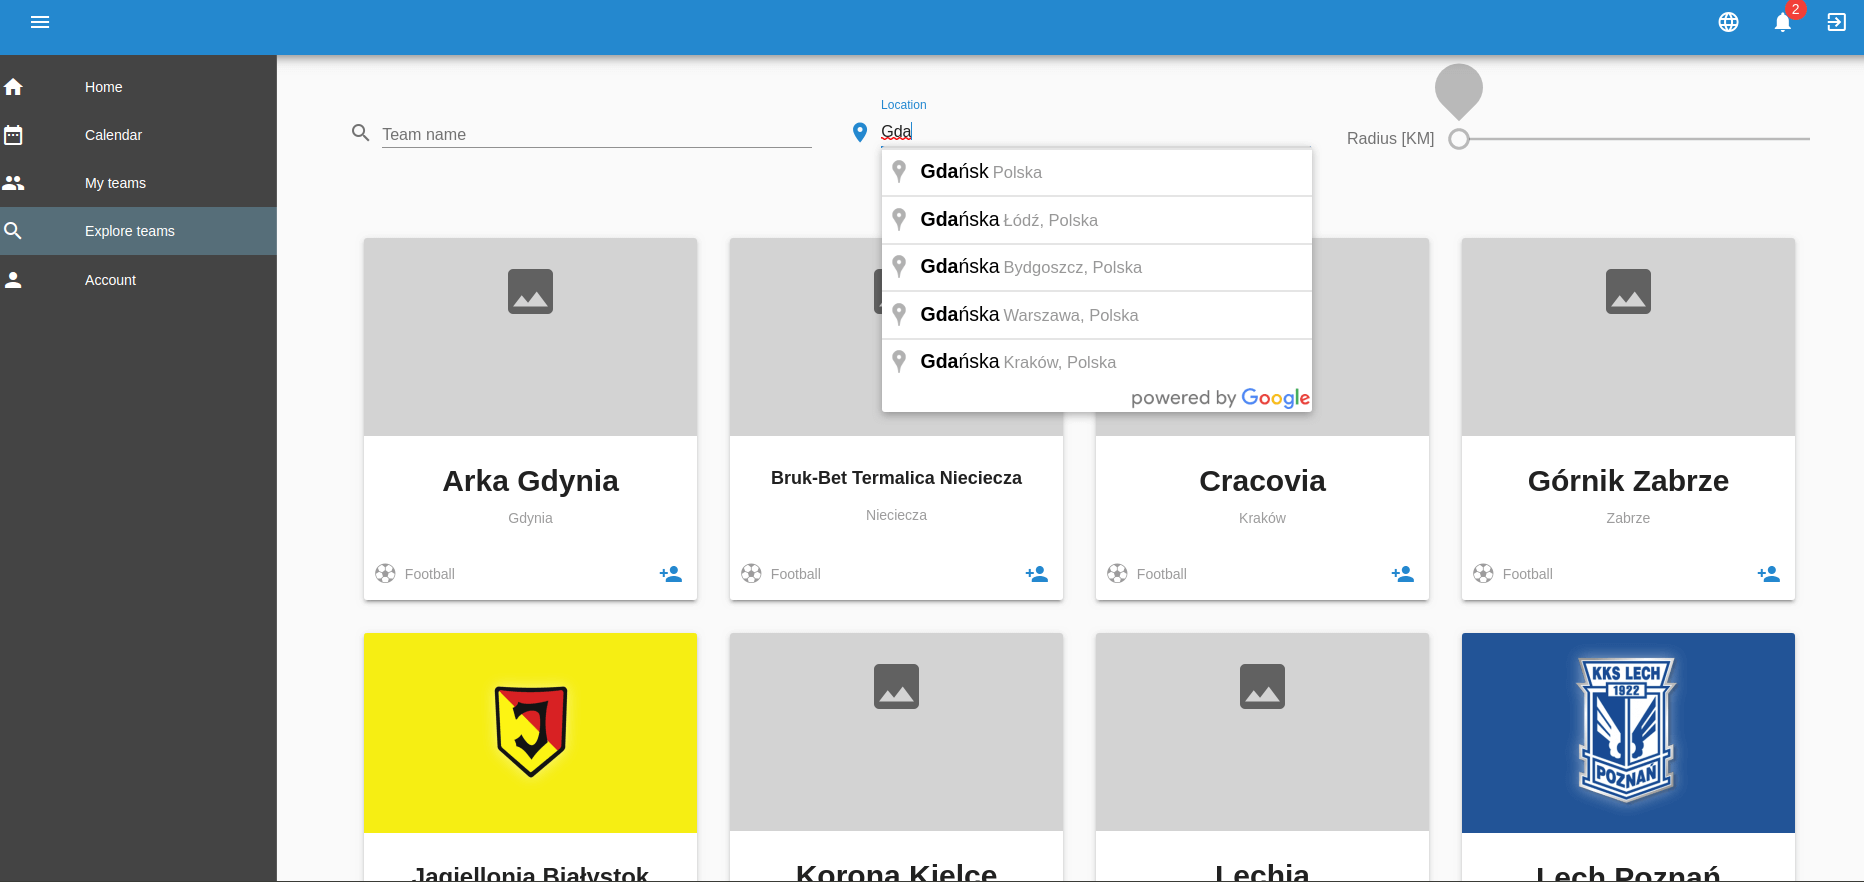 2
Home
Calendar
My teams
Explore teams
Account
Team name
Location
Gda
Radius [KM]
Gdańsk Polska
Gdańska Łódź, Polska
Gdańska Bydgoszcz, Polska
Gdańska Warszawa, Polska
Gdańska Kraków, Polska
powered by Google
Arka Gdynia
Gdynia
Football
Bruk-Bet Termalica Nieciecza
Nieciecza
Football
Cracovia
Kraków
Football
Górnik Zabrze
Zabrze
Football
J
Jagiellonia Białystok
Korona Kielce
Lechia
KKS LECH
1922
POZNAŃ
Lech Poznań